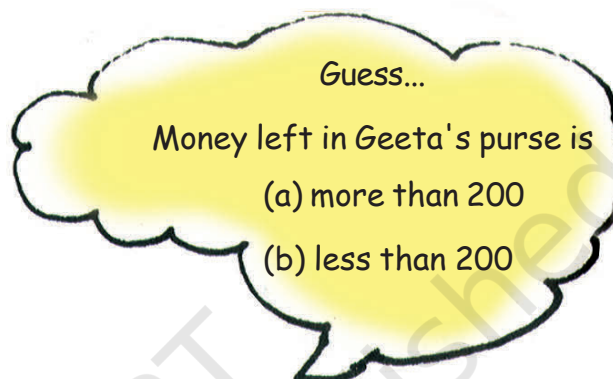 Guess...
Money left in Geeta's purse is
(a) more than 200
(b) less than 200